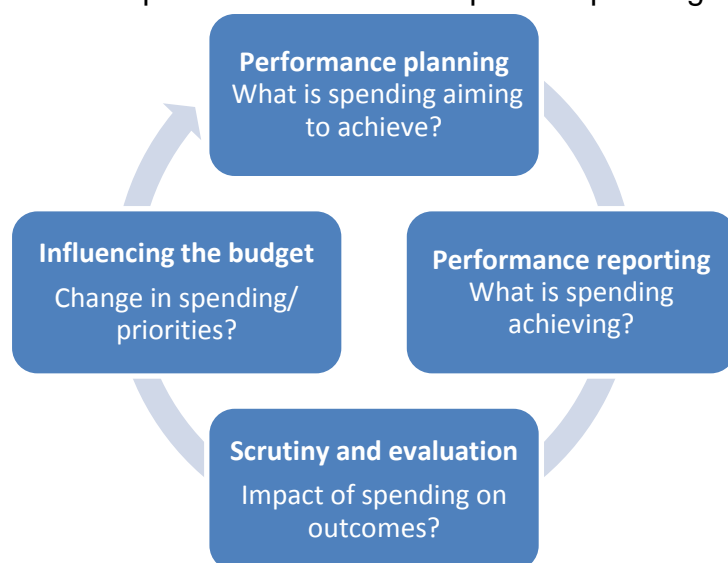 Performance planning
What is spending aiming
to achieve?
Influencing the budget
Change in spending/
priorities?
Performance reporting
What is spending
achieving?
Scrutiny and evaluation
Impact of spending on
outcomes?